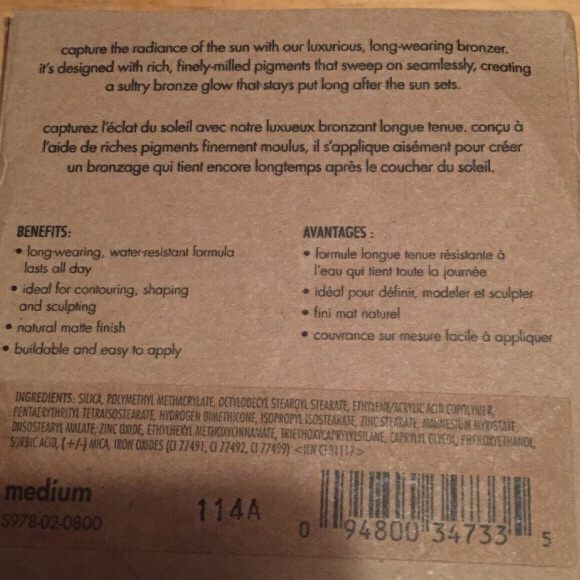 capture the radiance of the sun with our luxurious, long-wearing bronzer.
it's designed with rich, finely-milled pigments that sweep on seamlessly, creating
a sultry bronze glow that stays put long after the sun sets.
capturez l'éclat du soleil avec notre luxueux bronzant longue tenue. conçu à
l'aide de riches pigments finement moulus, il s'applique aisément pour créer
un bronzage qui tient encore longtemps après le coucher du soleil.
BENEFITS:
• long-wearing, water-resistant formula
lasts all day
• ideal for contouring, shaping
and sculpting
• natural matte finish
• buildable and easy to apply
AVANTAGES :
• formule longue tenue résistante à
l'eau qui tient toute la journée
• idéal pour définir, modeler et sculpter
• fini mat naturel
• couvrance sur mesure facile à appliquer
INGREDIENTS: SILICA, POLYMETHYL METHACRYLATE, OCTYLDODECYL STEAROYL STEARATE, ETHYLENE/ACRYLIC ACID COPOLYMER,
PENTAERYTHRITYL TETRAISOSTEARATE, HYDROGEN DIMETHICONE, ISOPROPYL ISOSTEARATE, ZINC STEARATE, MAGNESIUM MYRISTATE,
DIISOSTEARYL MALATE, ZINC OXIDE, ETHYLHEXYL METHOXYCINNAMATE, TRIETHOXYCAPRYLYLSILANE, CAPRYLYL GLYCOL, PHENOXYETHANOL,
SORBIC ACID, (+/-) MICA, IRON OXIDES (CI 77491, CI 77492, CI 77499)
medium
S978-02-0800
114A
0 94800 34733 5